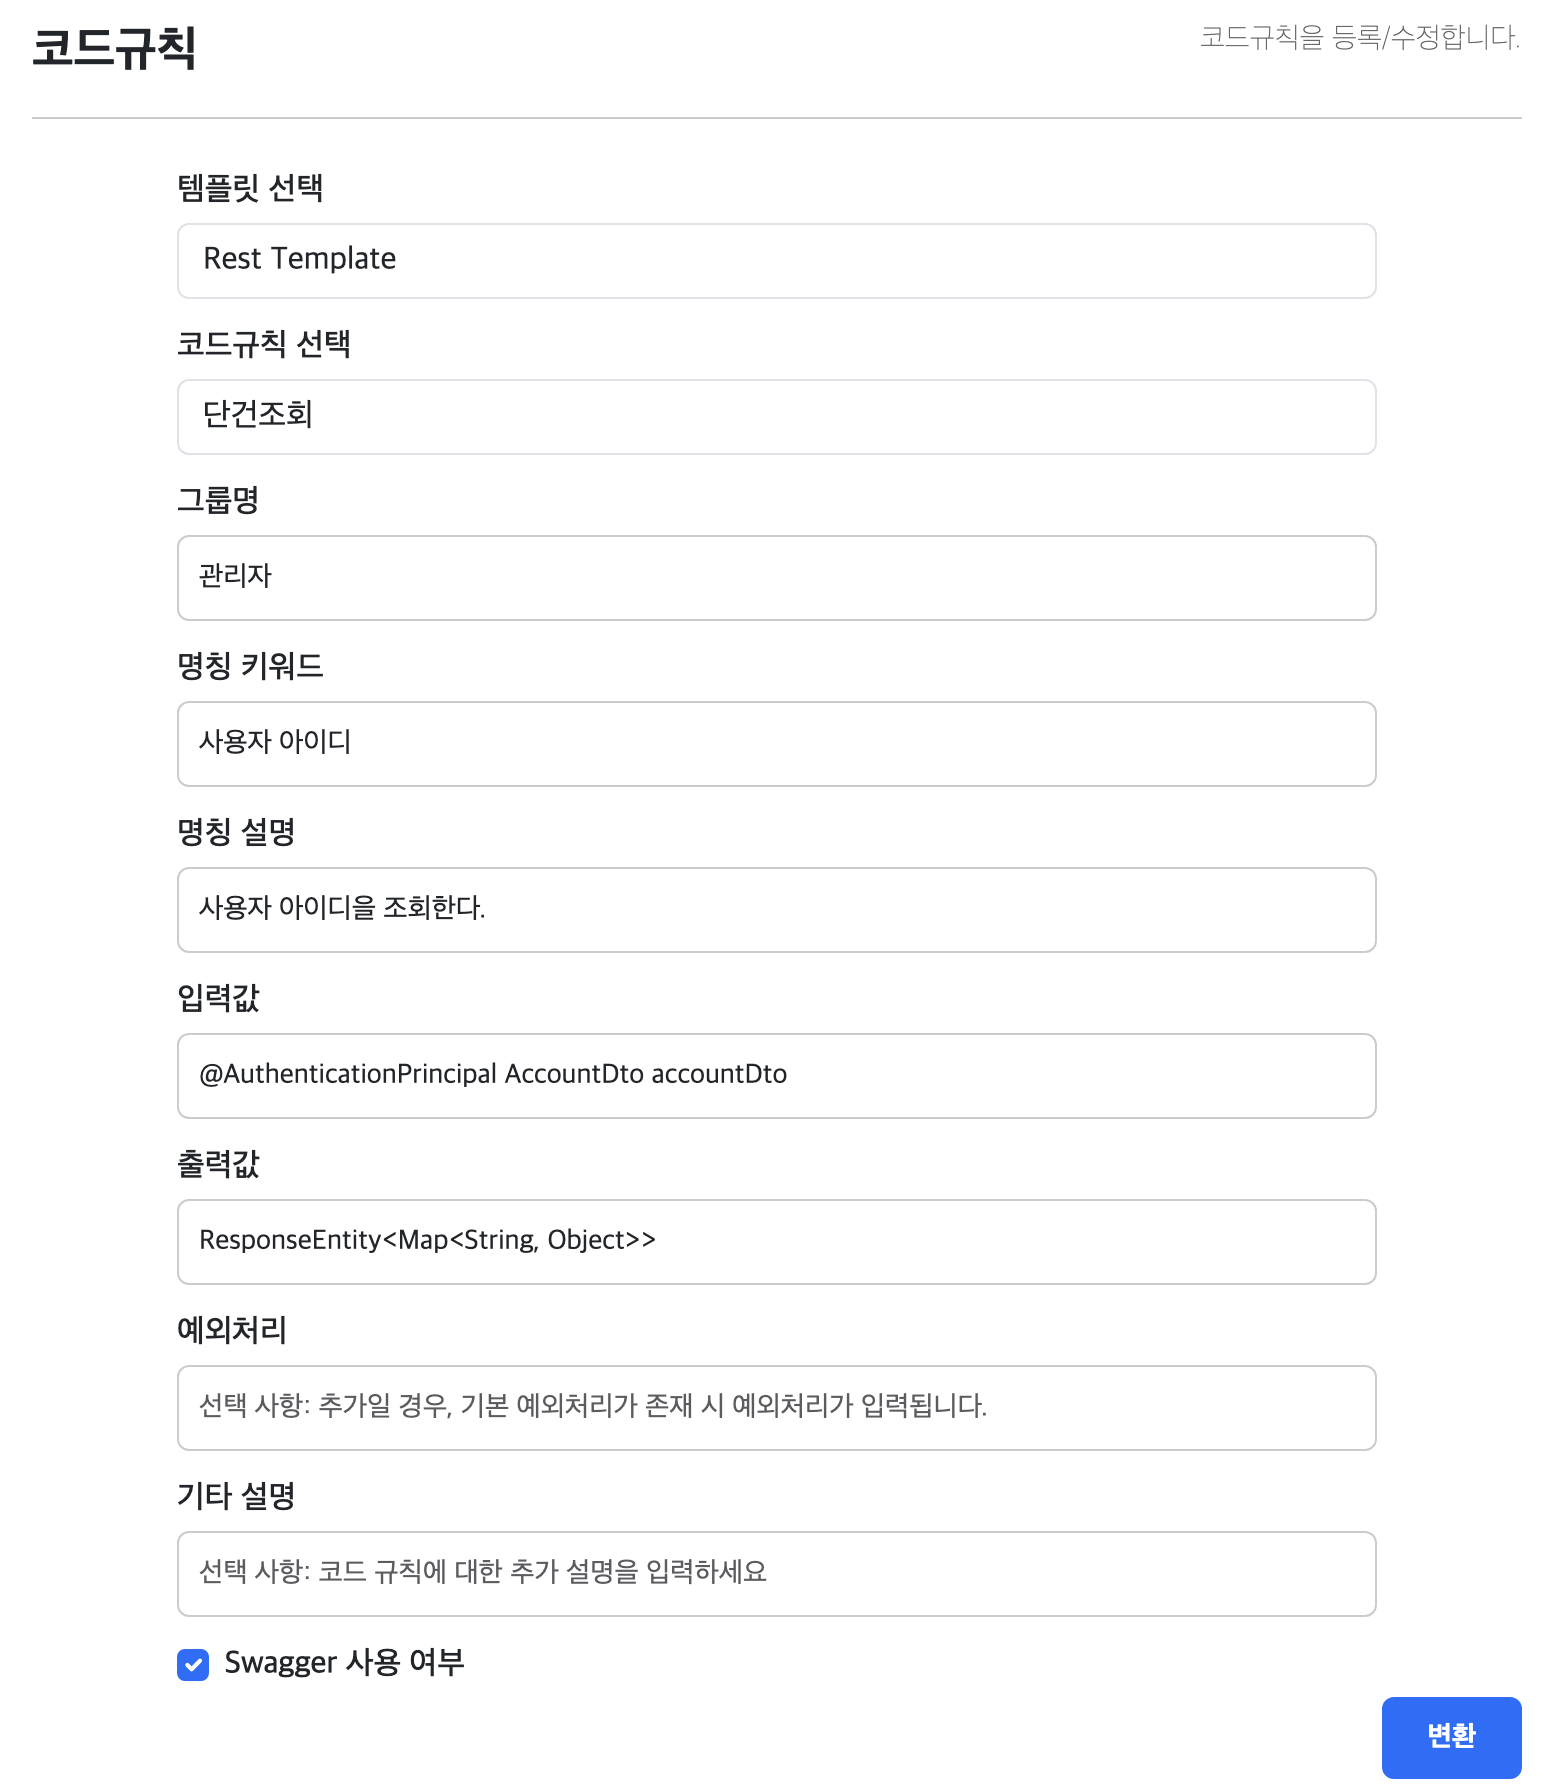 코드규칙
코드규칙을 등록/수정합니다.
템플릿 선택
Rest Template
코드규칙 선택
단건조회
그룹명
관리자
명칭 키워드
사용자 아이디
명칭 설명
사용자 아이디을 조회한다.
입력값
@AuthenticationPrincipal AccountDto accountDto
출력값
ResponseEntity<Map<String, Object>>
예외처리
선택 사항: 추가일 경우, 기본 예외처리가 존재 시 예외처리가 입력됩니다.
기타 설명
선택 사항: 코드 규칙에 대한 추가 설명을 입력하세요
Swagger 사용 여부
변환